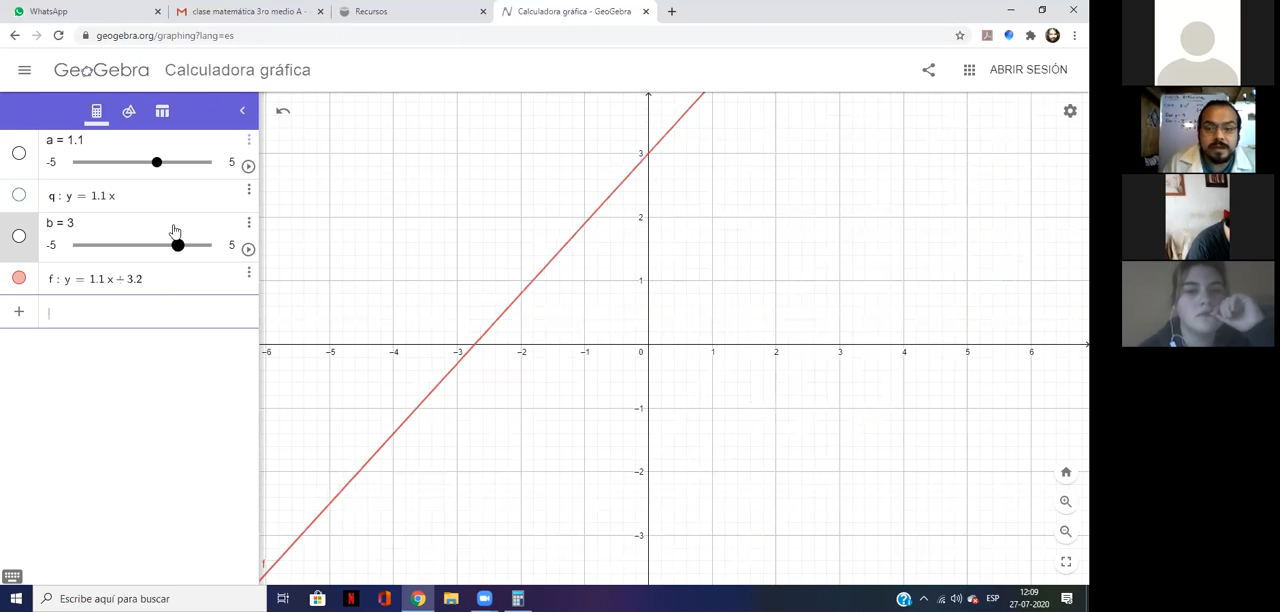 WhatsApp
clase matemática 3ro medio A -
Recursos
Calculadora gráfica - GeoGebra
geogebra.org/graphing?lang=es
GeoGebra Calculadora gráfica
ABRIR SESIÓN
a = 1.1
-5 5
q : y = 1.1 x
b = 3
-5 5
f : y = 1.1 x + 3.2
3
2
1
-6 -5 -4 -3 -2 -1 0 1 2 3 4 5 6
-1
-2
-3
f
Escribe aquí para buscar
ESP
12:09
27-07-2020